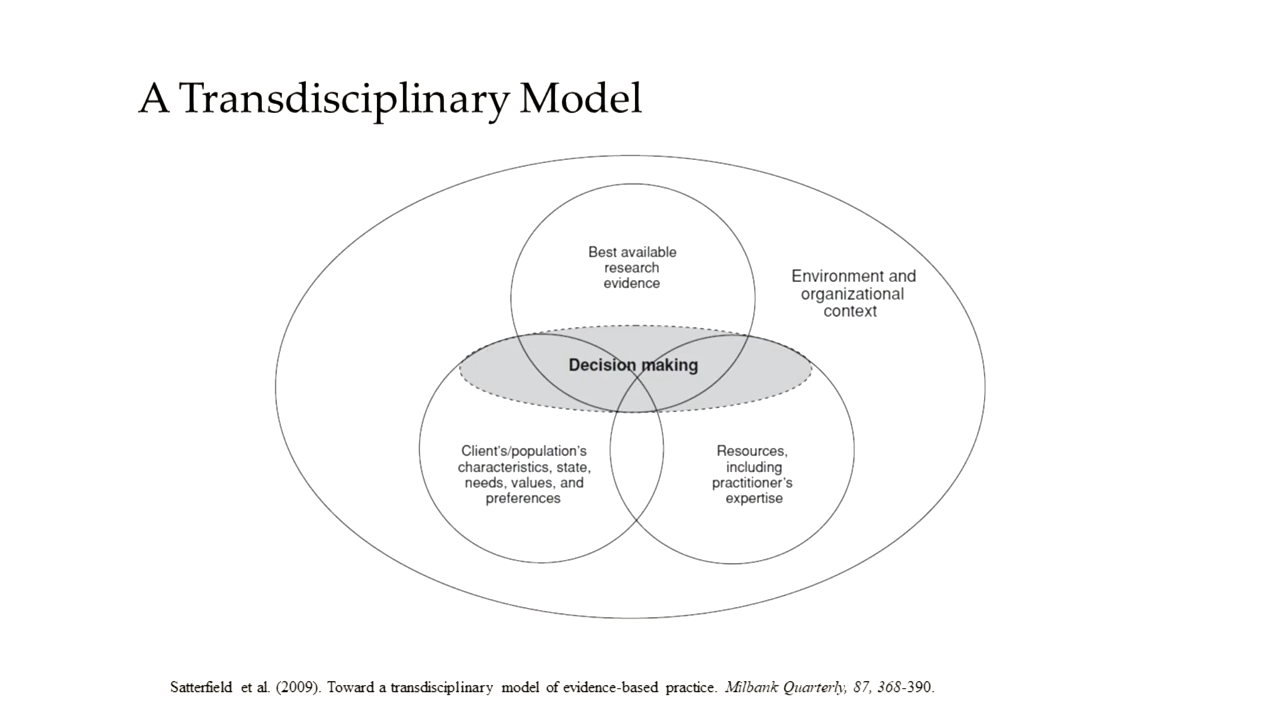 A Transdisciplinary Model
Best available
research
evidence
Environment and
organizational
context
Decision making
Client's/population's
characteristics, state,
needs, values, and
preferences
Resources,
including
practitioner's
expertise
Satterfield et al. (2009). Toward a transdisciplinary model of evidence-based practice. Milbank Quarterly, 87, 368-390.